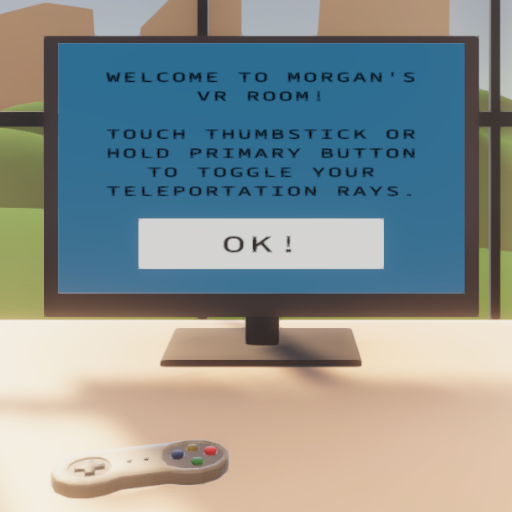 WELCOME TO MORGAN'S
VR ROOM!
TOUCH THUMBSTICK OR
HOLD PRIMARY BUTTON
TO TOGGLE YOUR
TELEPORTATION RAYS.
OK!